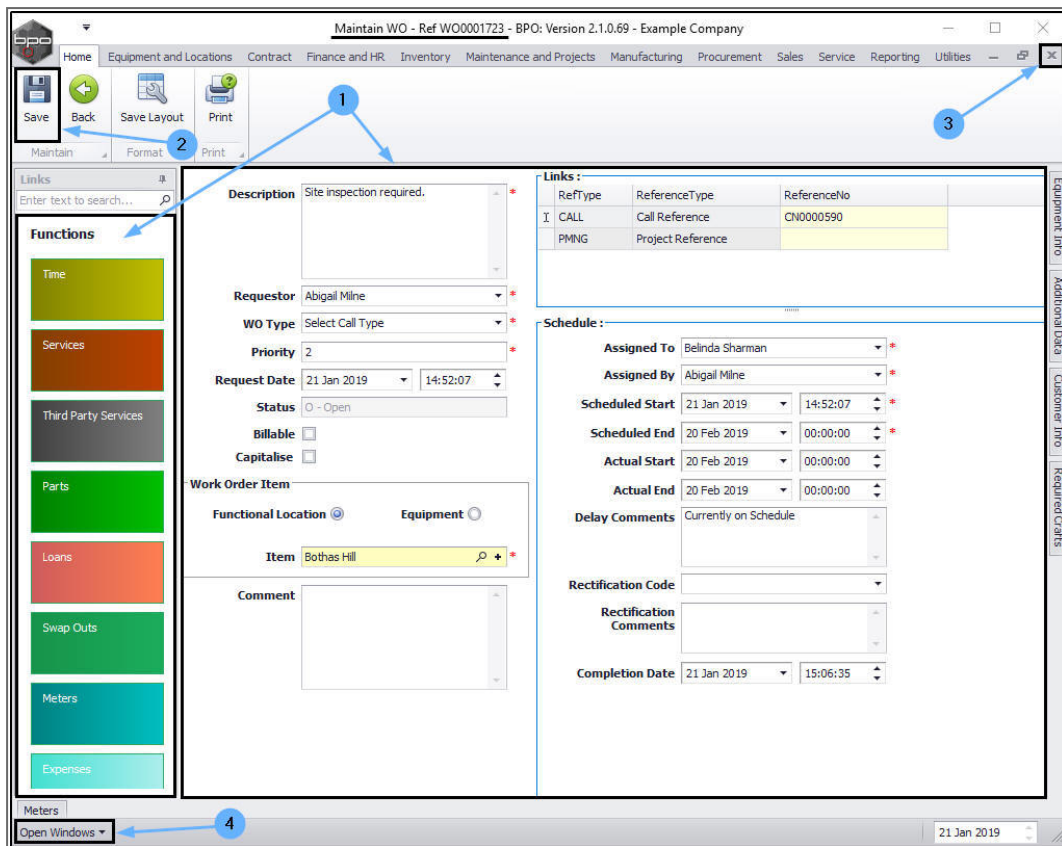 Maintain WO - Ref WO0001723 - BPO: Version 2.1.0.69 - Example Company
bpo
Home Equipment and Locations Contract Finance and HR Inventory Maintenance and Projects Manufacturing Procurement Sales Service Reporting Utilities
Save Back Save Layout Print
Maintain Format Print
1
2
3
Links
Enter text to search...
Functions
Time
Services
Third Party Services
Parts
Loans
Swap Outs
Meters
Expenses
Description Site inspection required. *
Requestor Abigail Milne *
WO Type Select Call Type *
Priority 2 *
Request Date 21 Jan 2019 14:52:07
Status O - Open
Billable
Capitalise
Work Order Item
Functional Location Equipment
Item Bothas Hill *
Comment
Links :
RefType ReferenceType ReferenceNo
CALL Call Reference CN0000590
PMNG Project Reference
Schedule :
Assigned To Belinda Sharman *
Assigned By Abigail Milne *
Scheduled Start 21 Jan 2019 14:52:07 *
Scheduled End 20 Feb 2019 00:00:00 *
Actual Start 20 Feb 2019 00:00:00
Actual End 20 Feb 2019 00:00:00
Delay Comments Currently on Schedule
Rectification Code
Rectification
Comments
Completion Date 21 Jan 2019 15:06:35
Equipment Info
Additional Data
Customer Info
Required Crafts
Meters
Open Windows
4
21 Jan 2019